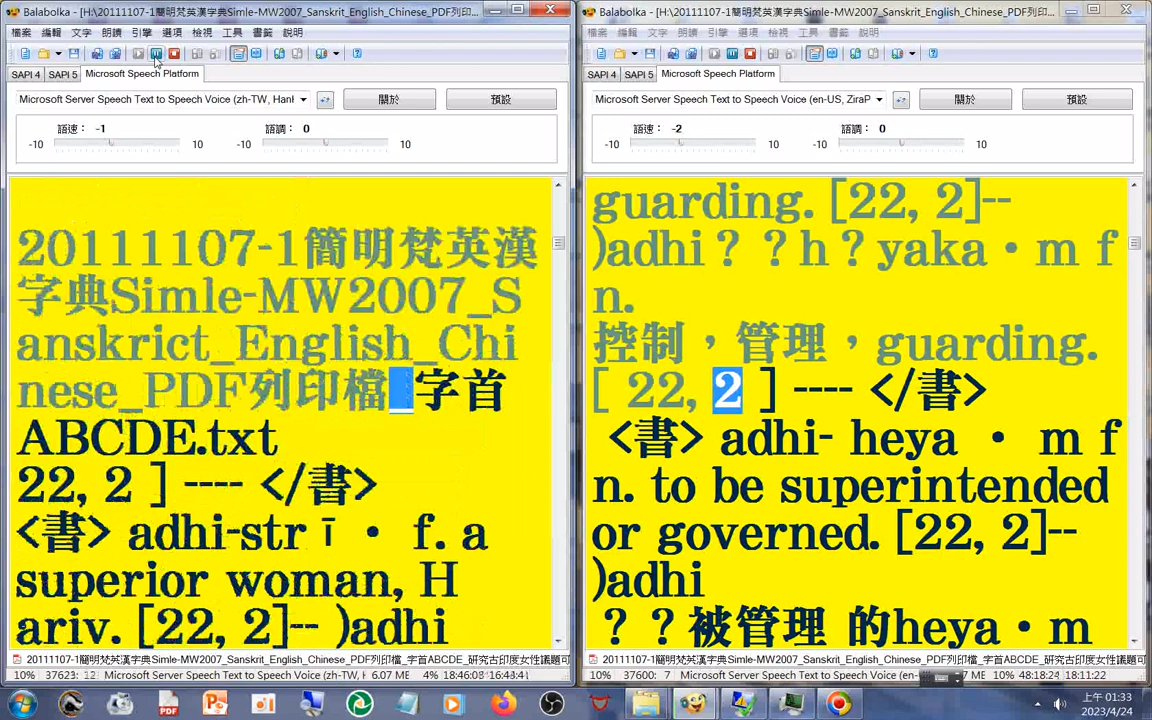 Balabolka - [H:\20111107-1簡明梵英漢字典Simle-MW2007_Sanskrit_English_Chinese_PDF列印...
檔案 編輯 文字 朗讀 引擎 選項 檢視 工具 書籤 說明
SAPI 4 SAPI 5 Microsoft Speech Platform
Microsoft Server Speech Text to Speech Voice (zh-TW, Hanl
關於 預設
語速： -1 語調： 0
-10 10 -10 10
20111107-1簡明梵英漢
字典Simle-MW2007_S
anskrict_English_Chi
nese_PDF列印檔_字首
ABCDE.txt
22, 2 ] ---- </書>
<書> adhi-str ī • f. a
superior woman, H
ariv. [22, 2]-- )adhi
20111107-1簡明梵英漢字典Simle-MW2007_Sanskrit_English_Chinese_PDF列印檔_字首ABCDE_研究古印度女性議題可
10% 37623: 12 Microsoft Server Speech Text to Speech Voice (zh-TW, H 6.07 MB 4% 18:46:08-16:43:41
Balabolka - [H:\20111107-1簡明梵英漢字典Simle-MW2007_Sanskrit_English_Chinese_PDF列印...
檔案 編輯 文字 朗讀 引擎 選項 檢視 工具 書籤 說明
SAPI 4 SAPI 5 Microsoft Speech Platform
Microsoft Server Speech Text to Speech Voice (en-US, ZiraP
關於 預設
語速： -2 語調： 0
-10 10 -10 10
guarding. [22, 2]--
)adhi？？h？yaka • m f
n.
控制，管理，guarding.
[ 22, 2 ] ---- </書>
<書> adhi- heya • m f
n. to be superintended
or governed. [22, 2]--
)adhi
？？被管理 的heya • m
20111107-1簡明梵英漢字典Simle-MW2007_Sanskrit_English_Chinese_PDF列印檔_字首ABCDE_研究古印度女性議題可
10% 37600: 7 Microsoft Server Speech Text to Speech Voice (en-US, 7 ME 10% 48:18:24-18:11:22
上午 01:33
2023/4/24